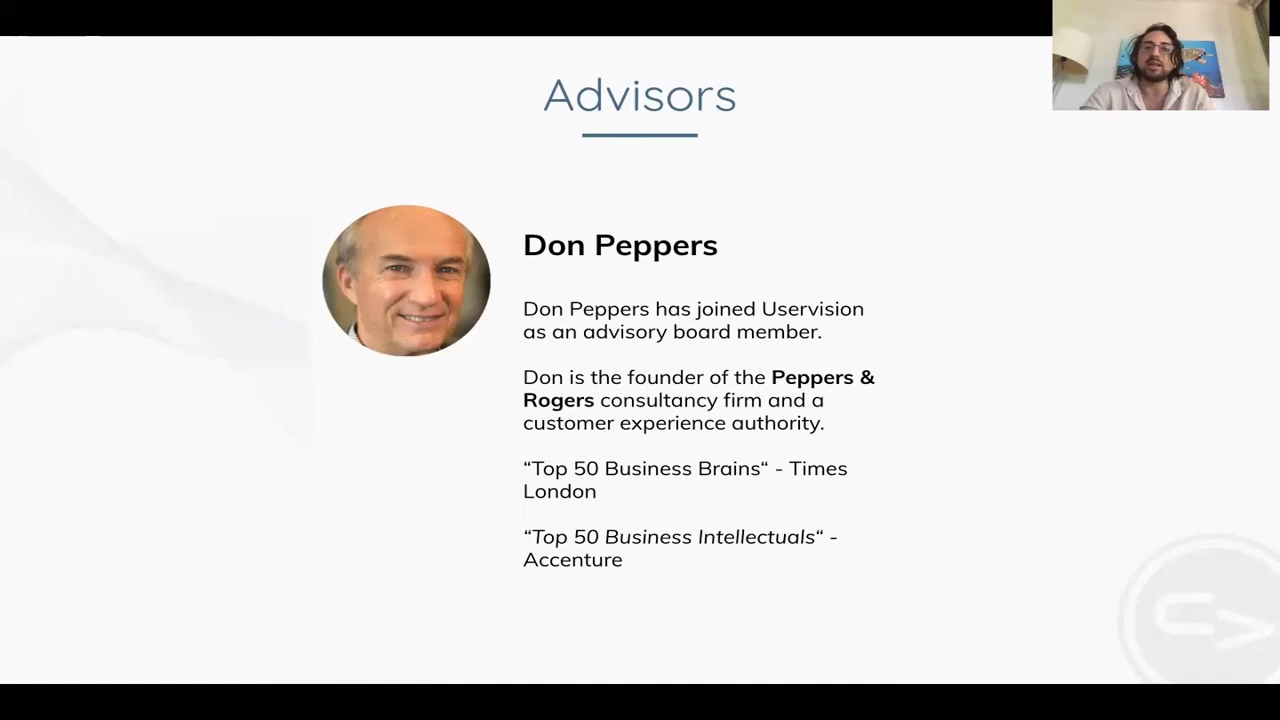 Advisors
Don Peppers
Don Peppers has joined Uservision
as an advisory board member.
Don is the founder of the Peppers &
Rogers consultancy firm and a
customer experience authority.
“Top 50 Business Brains“ - Times
London
“Top 50 Business Intellectuals“ -
Accenture